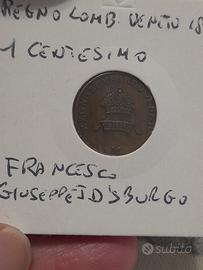 REGNO LOMB. VENETO 18
1 CENTESIMO
M
FRANCESCO
GIUSEPPE I D'SBURGO
subito